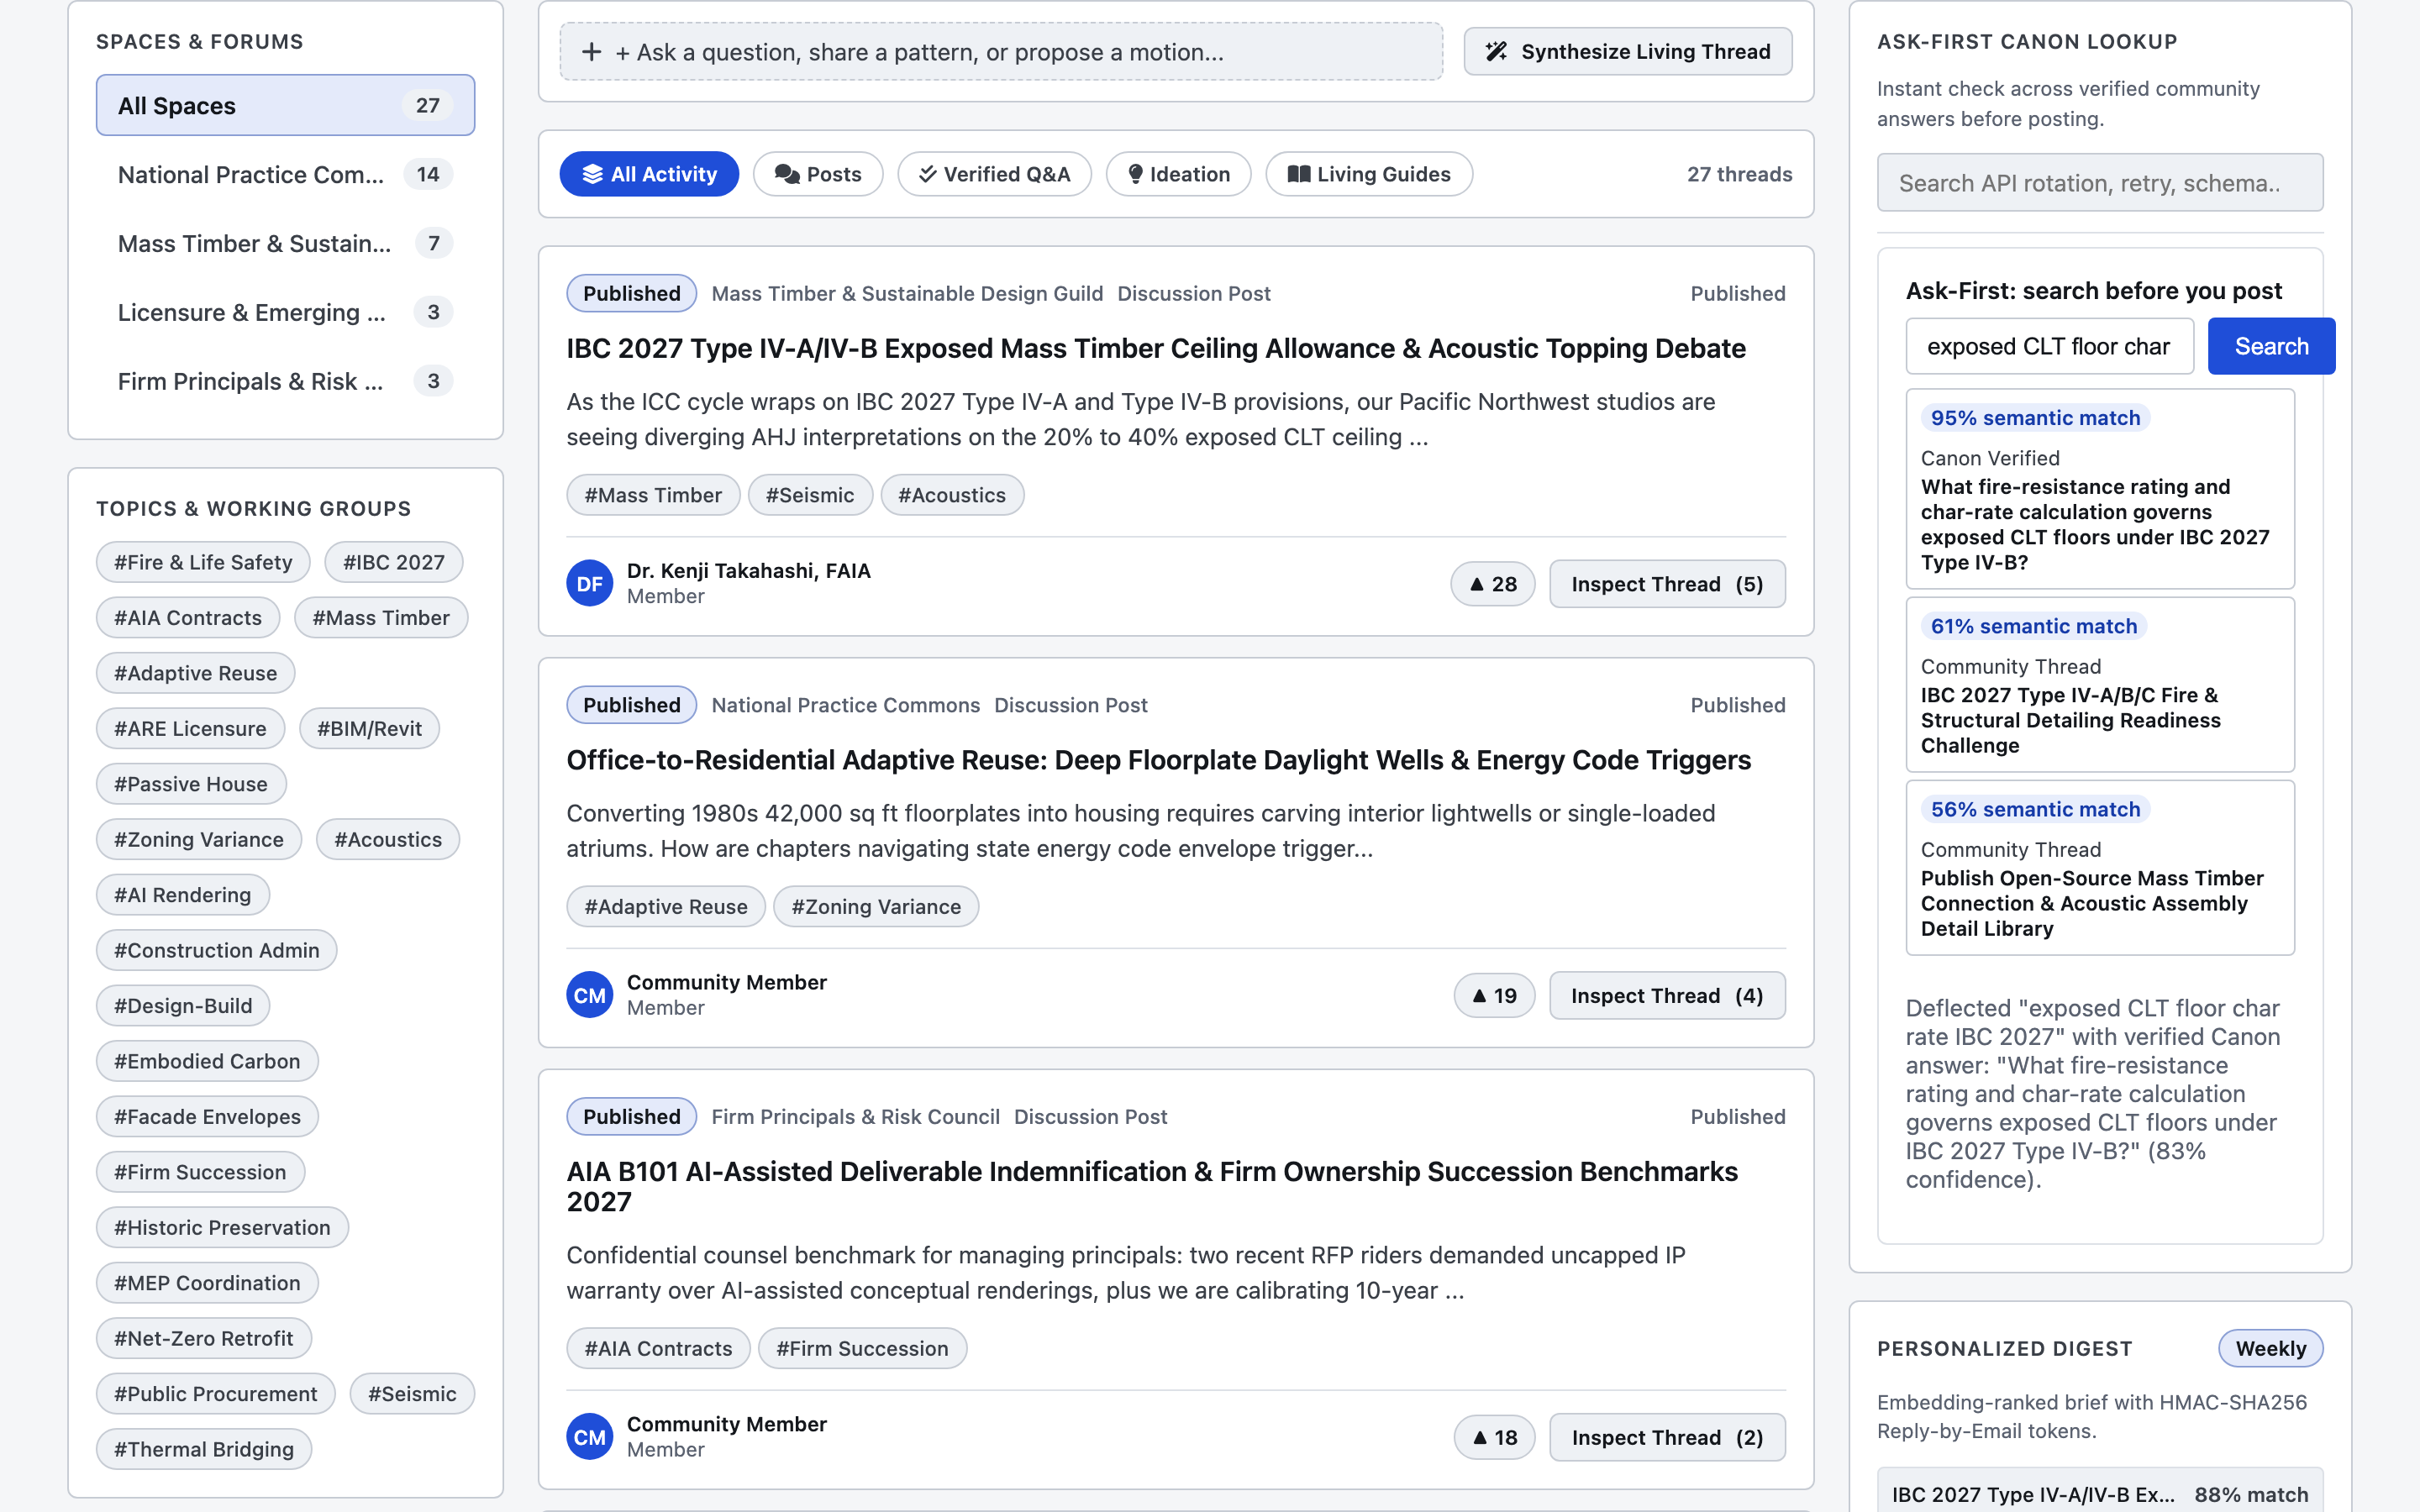 SPACES & FORUMS
All Spaces 27
National Practice Com... 14
Mass Timber & Sustain... 7
Licensure & Emerging ... 3
Firm Principals & Risk ... 3
TOPICS & WORKING GROUPS
#Fire & Life Safety #IBC 2027
#AIA Contracts #Mass Timber
#Adaptive Reuse
#ARE Licensure #BIM/Revit
#Passive House
#Zoning Variance #Acoustics
#AI Rendering
#Construction Admin
#Design-Build
#Embodied Carbon
#Facade Envelopes
#Firm Succession
#Historic Preservation
#MEP Coordination
#Net-Zero Retrofit
#Public Procurement #Seismic
#Thermal Bridging
+ Ask a question, share a pattern, or propose a motion...
Synthesize Living Thread
All Activity Posts Verified Q&A Ideation Living Guides 27 threads
Published Mass Timber & Sustainable Design Guild Discussion Post Published
IBC 2027 Type IV-A/IV-B Exposed Mass Timber Ceiling Allowance & Acoustic Topping Debate
As the ICC cycle wraps on IBC 2027 Type IV-A and Type IV-B provisions, our Pacific Northwest studios are
seeing diverging AHJ interpretations on the 20% to 40% exposed CLT ceiling ...
#Mass Timber #Seismic #Acoustics
DF Dr. Kenji Takahashi, FAIA
Member
▲ 28 Inspect Thread (5)
Published National Practice Commons Discussion Post Published
Office-to-Residential Adaptive Reuse: Deep Floorplate Daylight Wells & Energy Code Triggers
Converting 1980s 42,000 sq ft floorplates into housing requires carving interior lightwells or single-loaded
atriums. How are chapters navigating state energy code envelope trigger...
#Adaptive Reuse #Zoning Variance
CM Community Member
Member
▲ 19 Inspect Thread (4)
Published Firm Principals & Risk Council Discussion Post Published
AIA B101 AI-Assisted Deliverable Indemnification & Firm Ownership Succession Benchmarks
2027
Confidential counsel benchmark for managing principals: two recent RFP riders demanded uncapped IP
warranty over AI-assisted conceptual renderings, plus we are calibrating 10-year ...
#AIA Contracts #Firm Succession
CM Community Member
Member
▲ 18 Inspect Thread (2)
ASK-FIRST CANON LOOKUP
Instant check across verified community
answers before posting.
Search API rotation, retry, schema..
Ask-First: search before you post
exposed CLT floor char Search
95% semantic match
Canon Verified
What fire-resistance rating and
char-rate calculation governs
exposed CLT floors under IBC 2027
Type IV-B?
61% semantic match
Community Thread
IBC 2027 Type IV-A/B/C Fire &
Structural Detailing Readiness
Challenge
56% semantic match
Community Thread
Publish Open-Source Mass Timber
Connection & Acoustic Assembly
Detail Library
Deflected "exposed CLT floor char
rate IBC 2027" with verified Canon
answer: "What fire-resistance
rating and char-rate calculation
governs exposed CLT floors under
IBC 2027 Type IV-B?" (83%
confidence).
PERSONALIZED DIGEST Weekly
Embedding-ranked brief with HMAC-SHA256
Reply-by-Email tokens.
IBC 2027 Type IV-A/IV-B Ex... 88% match